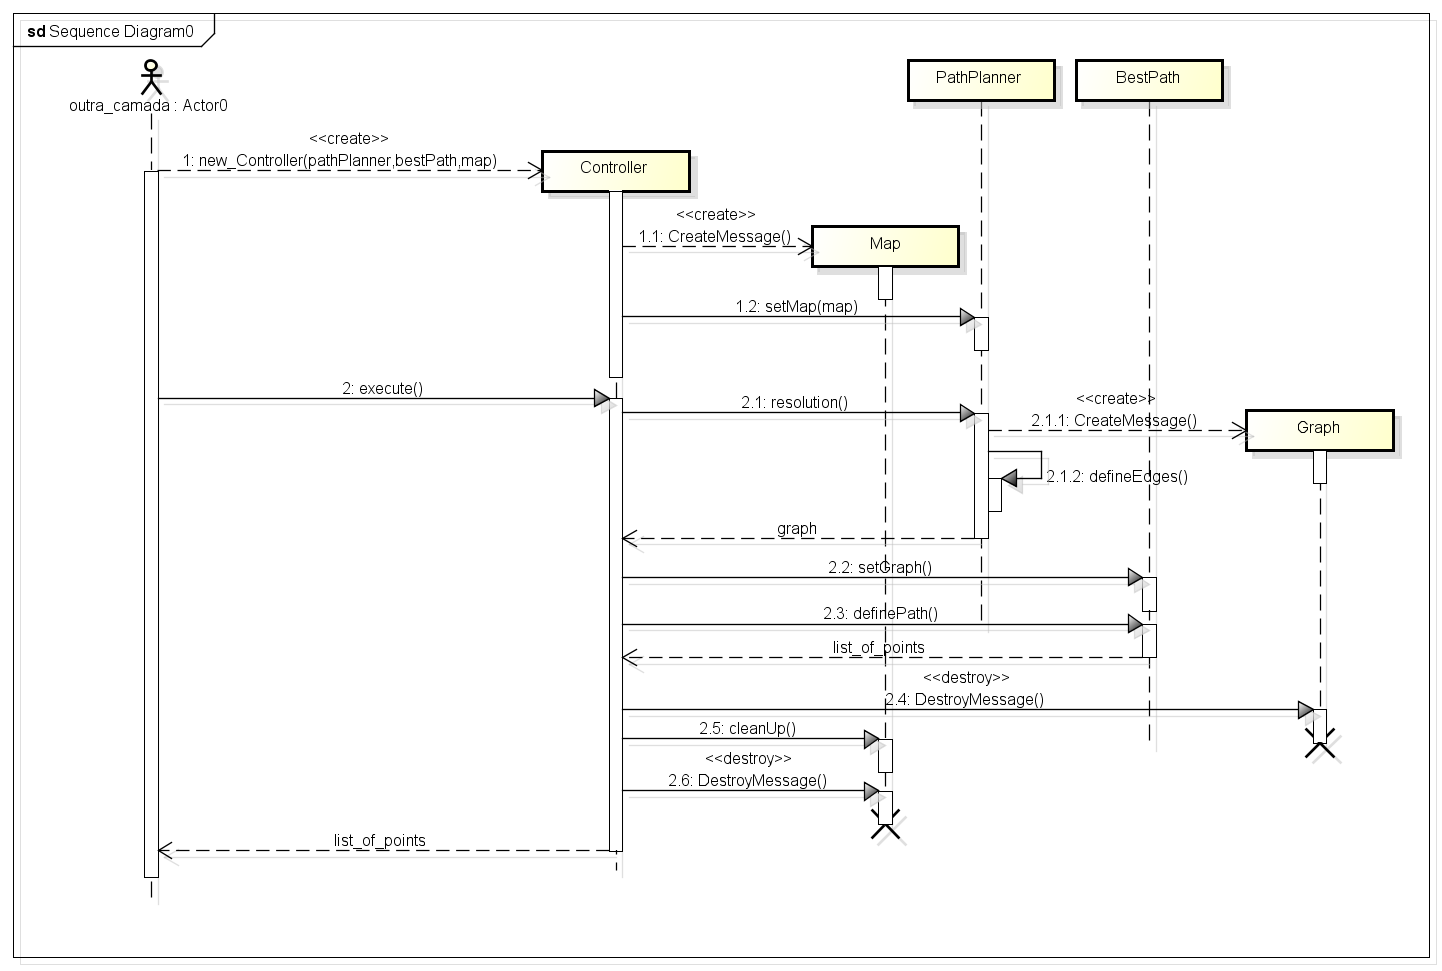 sd Sequence Diagram0
outra_camada : Actor0
PathPlanner
BestPath
<<create>>
1: new_Controller(pathPlanner,bestPath,map)
Controller
<<create>>
1.1: CreateMessage()
Map
1.2: setMap(map)
2: execute()
2.1: resolution()
<<create>>
2.1.1: CreateMessage()
Graph
2.1.2: defineEdges()
graph
2.2: setGraph()
2.3: definePath()
list_of_points
<<destroy>>
2.4: DestroyMessage()
2.5: cleanUp()
<<destroy>>
2.6: DestroyMessage()
list_of_points